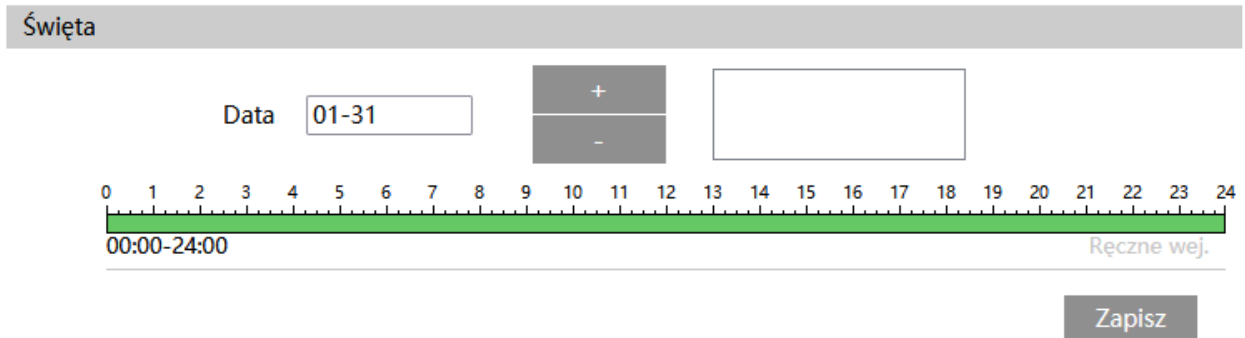 Święta
Data 01-31 +
-
0 1 2 3 4 5 6 7 8 9 10 11 12 13 14 15 16 17 18 19 20 21 22 23 24
00:00-24:00 Ręczne wej.
Zapisz